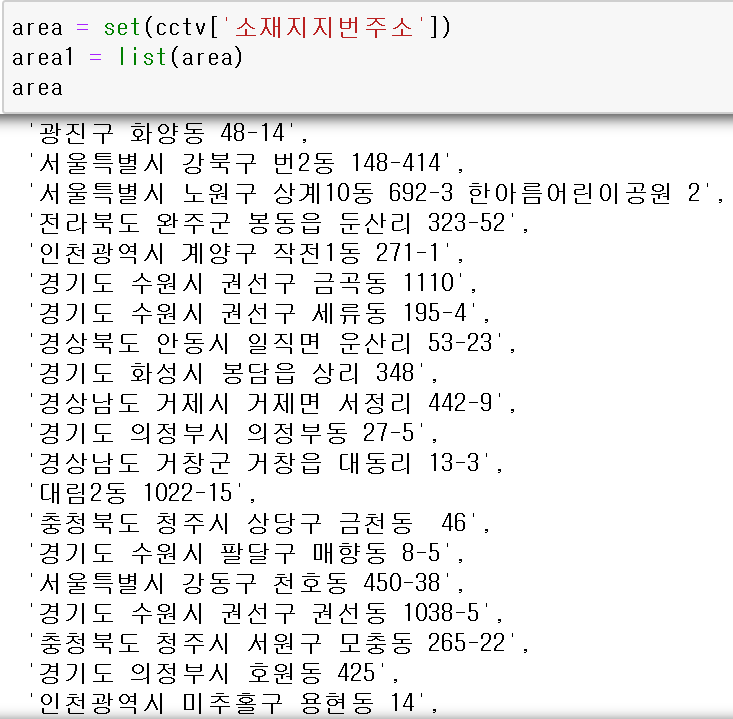 area = set(cctv['소재지지번주소'])
area1 = list(area)
area
'광진구 화양동 48-14',
'서울특별시 강북구 번2동 148-414',
'서울특별시 노원구 상계10동 692-3 한아름어린이공원 2',
'전라북도 완주군 봉동읍 둔산리 323-52',
'인천광역시 계양구 작전1동 271-1',
'경기도 수원시 권선구 금곡동 1110',
'경기도 수원시 권선구 세류동 195-4',
'경상북도 안동시 일직면 운산리 53-23',
'경기도 화성시 봉담읍 상리 348',
'경상남도 거제시 거제면 서정리 442-9',
'경기도 의정부시 의정부동 27-5',
'경상남도 거창군 거창읍 대동리 13-3',
'대림2동 1022-15',
'충청북도 청주시 상당구 금천동  46',
'경기도 수원시 팔달구 매향동 8-5',
'서울특별시 강동구 천호동 450-38',
'경기도 수원시 권선구 권선동 1038-5',
'충청북도 청주시 서원구 모충동 265-22',
'경기도 의정부시 호원동 425',
'인천광역시 미추홀구 용현동 14',